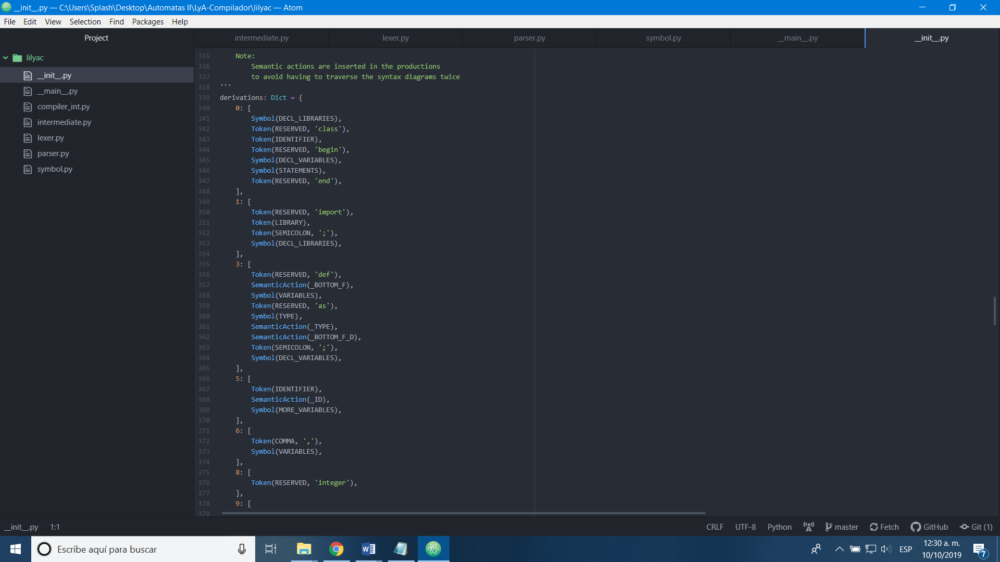 __init__.py — C:\Users\Splash\Desktop\Automatas II\LyA-Compilador\lilyac — Atom
File Edit View Selection Find Packages Help
Project
lilyac
__init__.py
__main__.py
compiler_int.py
intermediate.py
lexer.py
parser.py
symbol.py
intermediate.py lexer.py parser.py symbol.py __main__.py __init__.py
335 Note:
336 Semantic actions are inserted in the productions
337 to avoid having to traverse the syntax diagrams twice
338 '''
339 derivations: Dict = {
340 0: [
341 Symbol(DECL_LIBRARIES),
342 Token(RESERVED, 'class'),
343 Token(IDENTIFIER),
344 Token(RESERVED, 'begin'),
345 Symbol(DECL_VARIABLES),
346 Symbol(STATEMENTS),
347 Token(RESERVED, 'end'),
348 ],
349 1: [
350 Token(RESERVED, 'import'),
351 Token(LIBRARY),
352 Token(SEMICOLON, ';'),
353 Symbol(DECL_LIBRARIES),
354 ],
355 3: [
356 Token(RESERVED, 'def'),
357 SemanticAction(_BOTTOM_F),
358 Symbol(VARIABLES),
359 Token(RESERVED, 'as'),
360 Symbol(TYPE),
361 SemanticAction(_TYPE),
362 SemanticAction(_BOTTOM_F_D),
363 Token(SEMICOLON, ';'),
364 Symbol(DECL_VARIABLES),
365 ],
366 5: [
367 Token(IDENTIFIER),
368 SemanticAction(_ID),
369 Symbol(MORE_VARIABLES),
370 ],
371 6: [
372 Token(COMMA, ','),
373 Symbol(VARIABLES),
374 ],
375 8: [
376 Token(RESERVED, 'integer'),
377 ],
378 9: [
379
__init__.py 1:1 CRLF UTF-8 Python master Fetch GitHub Git (1)
Escribe aquí para buscar
ESP
12:30 a. m.
10/10/2019
7